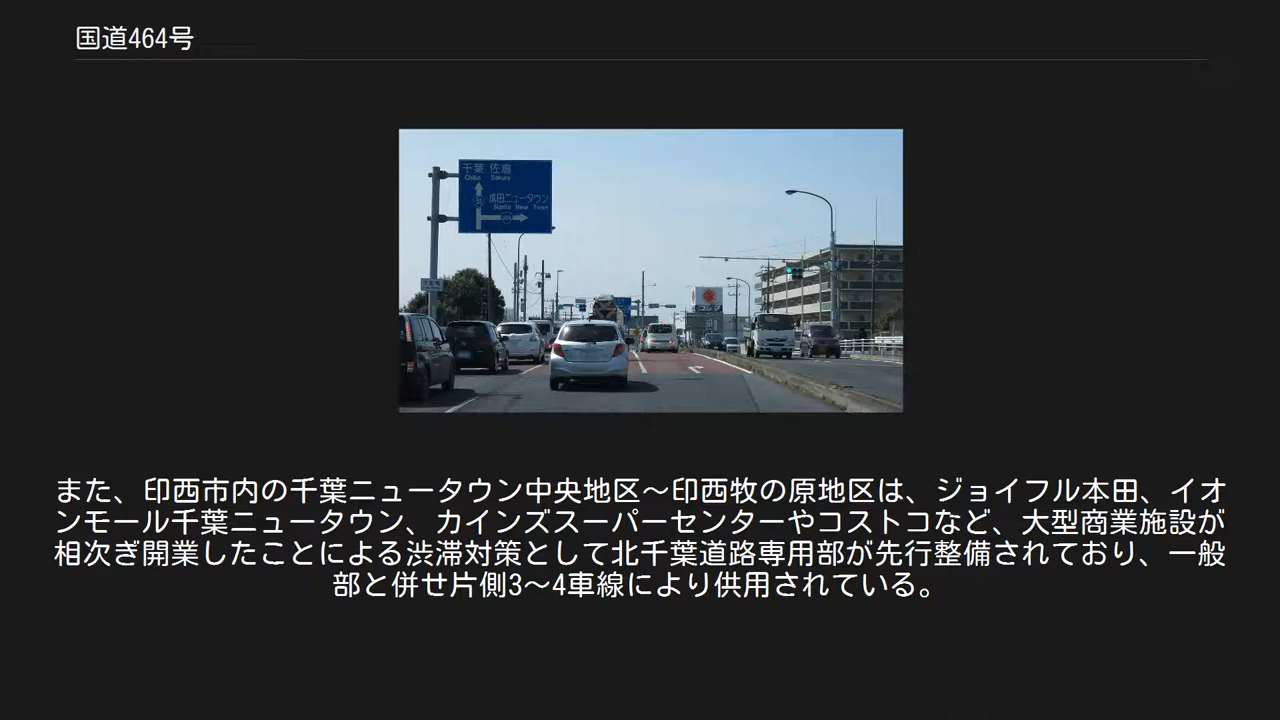 国道464号
千葉 佐倉
Chiba Sakura
51
成田ニュータウン
Narita New Town
464
また、印西市内の千葉ニュータウン中央地区〜印西牧の原地区は、ジョイフル本田、イオ
ンモール千葉ニュータウン、カインズスーパーセンターやコストコなど、大型商業施設が
相次ぎ開業したことによる渋滞対策として北千葉道路専用部が先行整備されており、一般
部と併せ片側3〜4車線により供用されている。